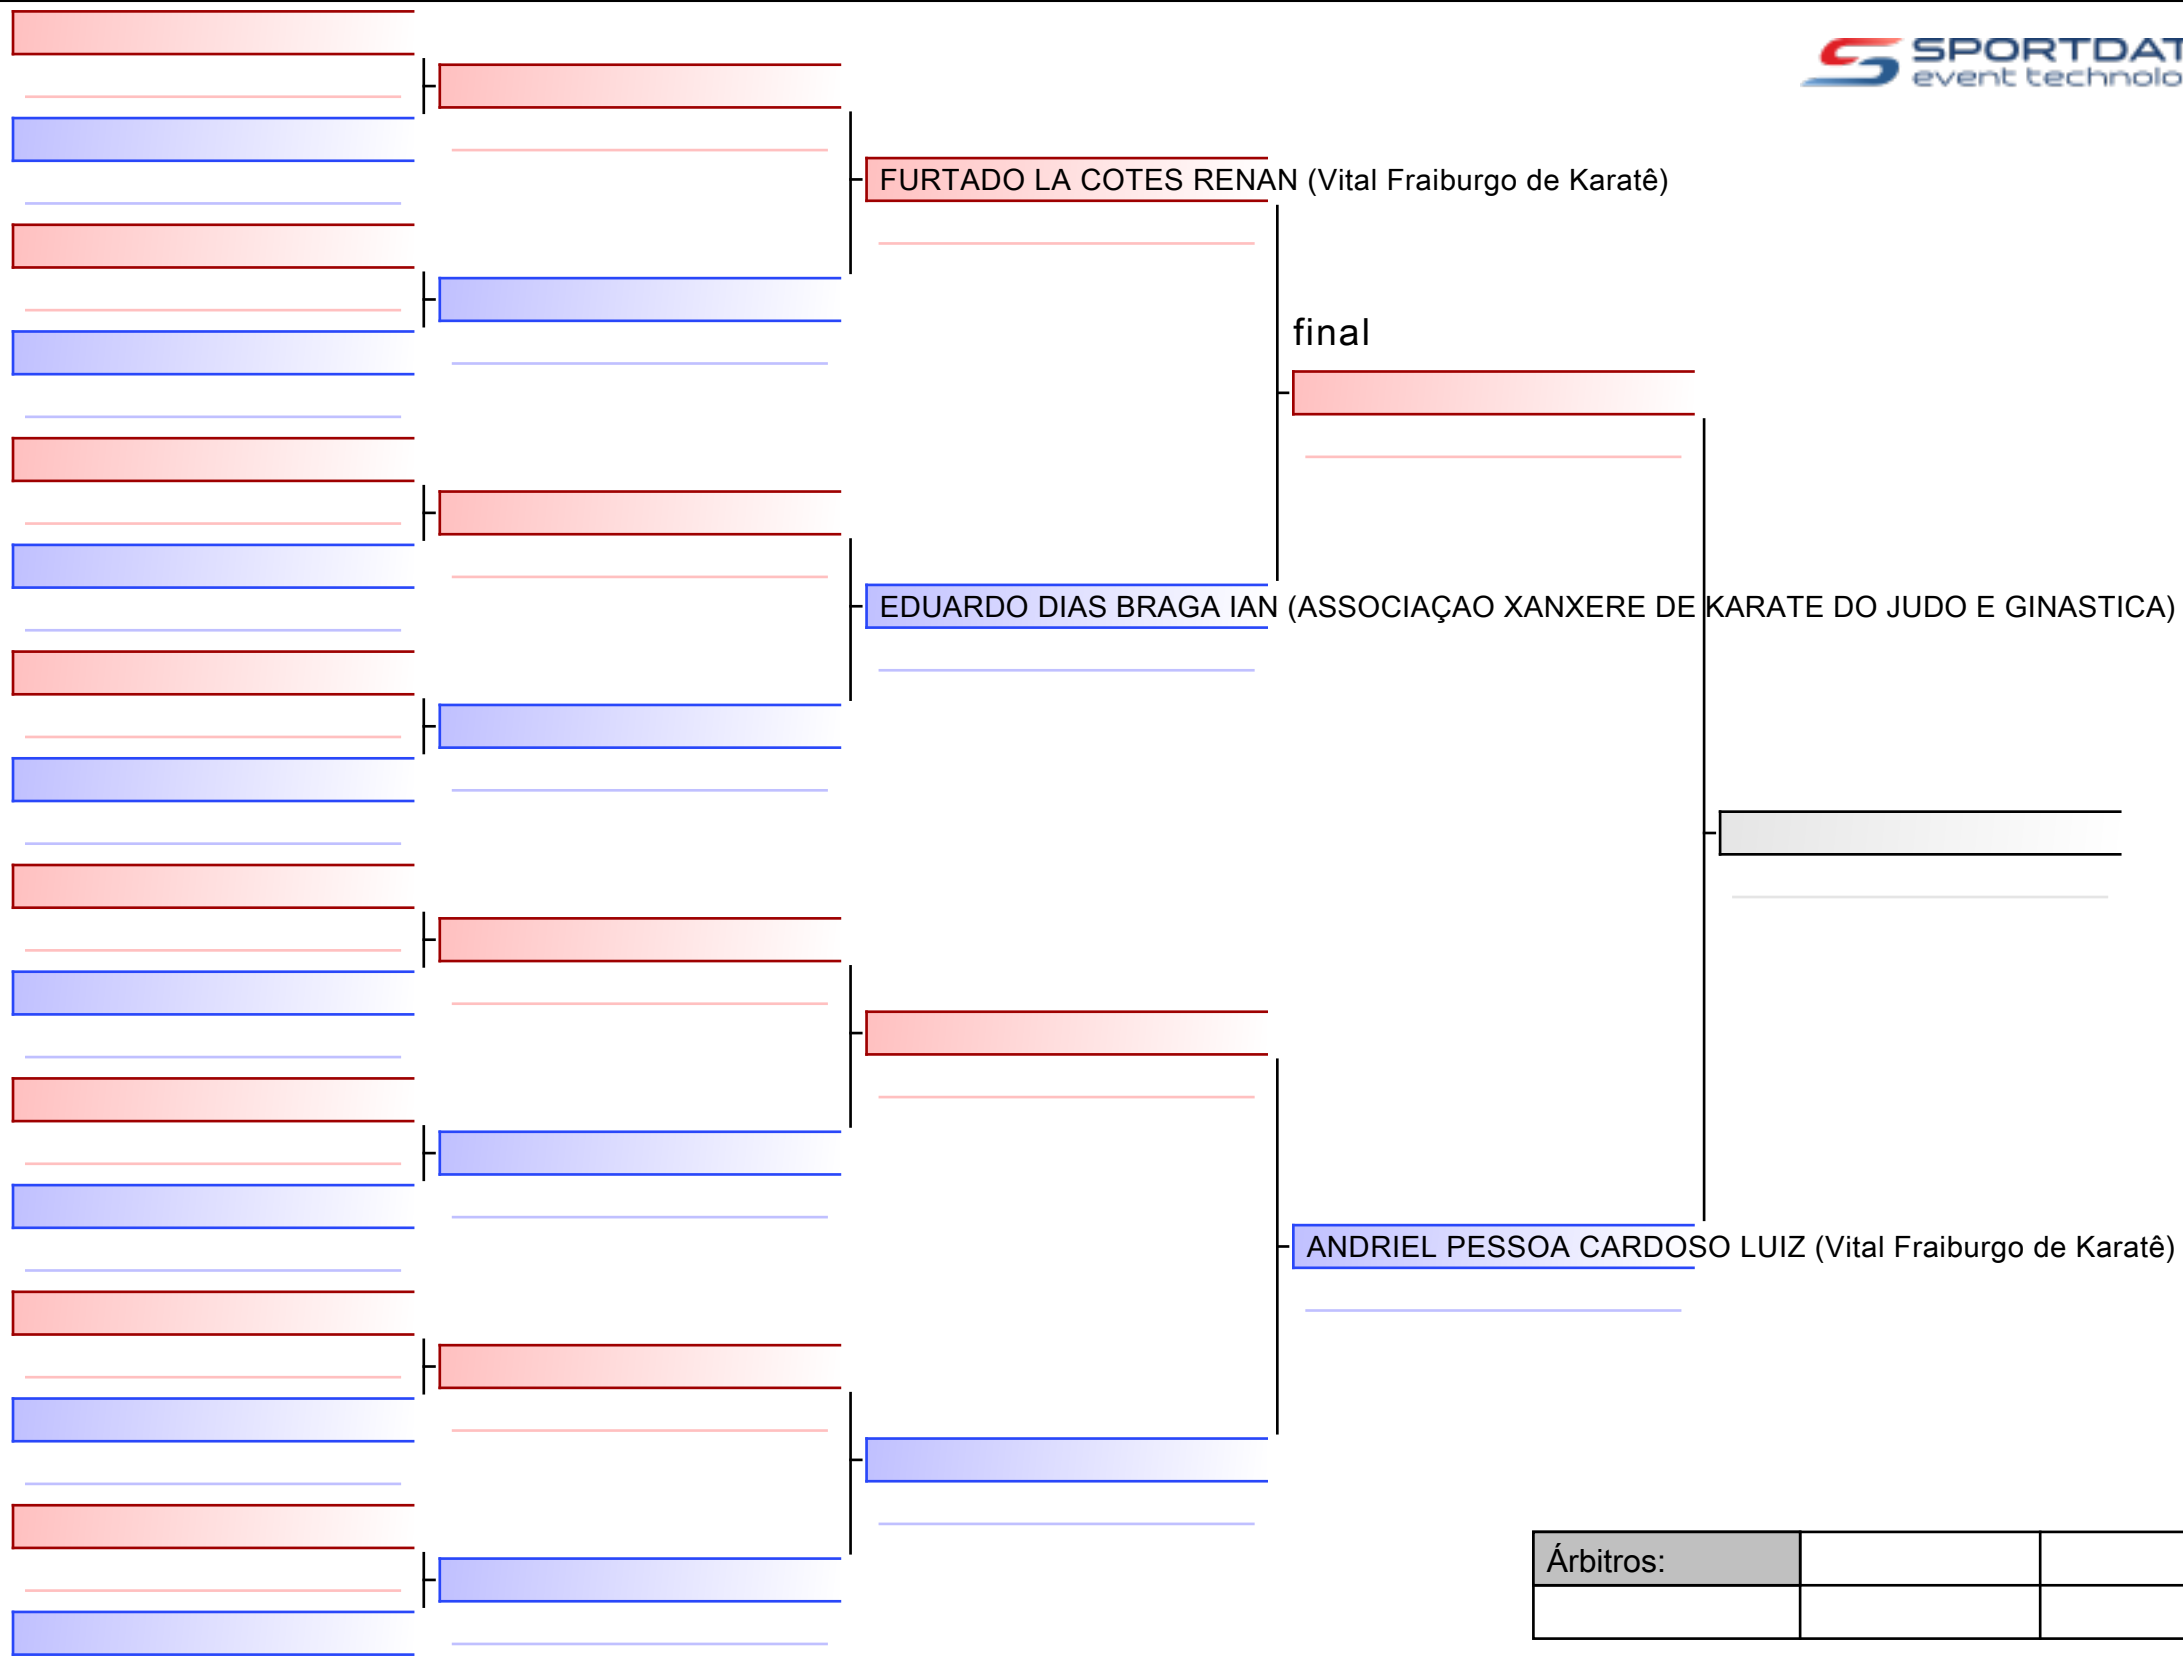 SPORTDAT
event technolo
FURTADO LA COTES RENAN (Vital Fraiburgo de Karatê)
final
EDUARDO DIAS BRAGA IAN (ASSOCIAÇAO XANXERE DE KARATE DO JUDO E GINASTICA)
ANDRIEL PESSOA CARDOSO LUIZ (Vital Fraiburgo de Karatê)
Árbitros: